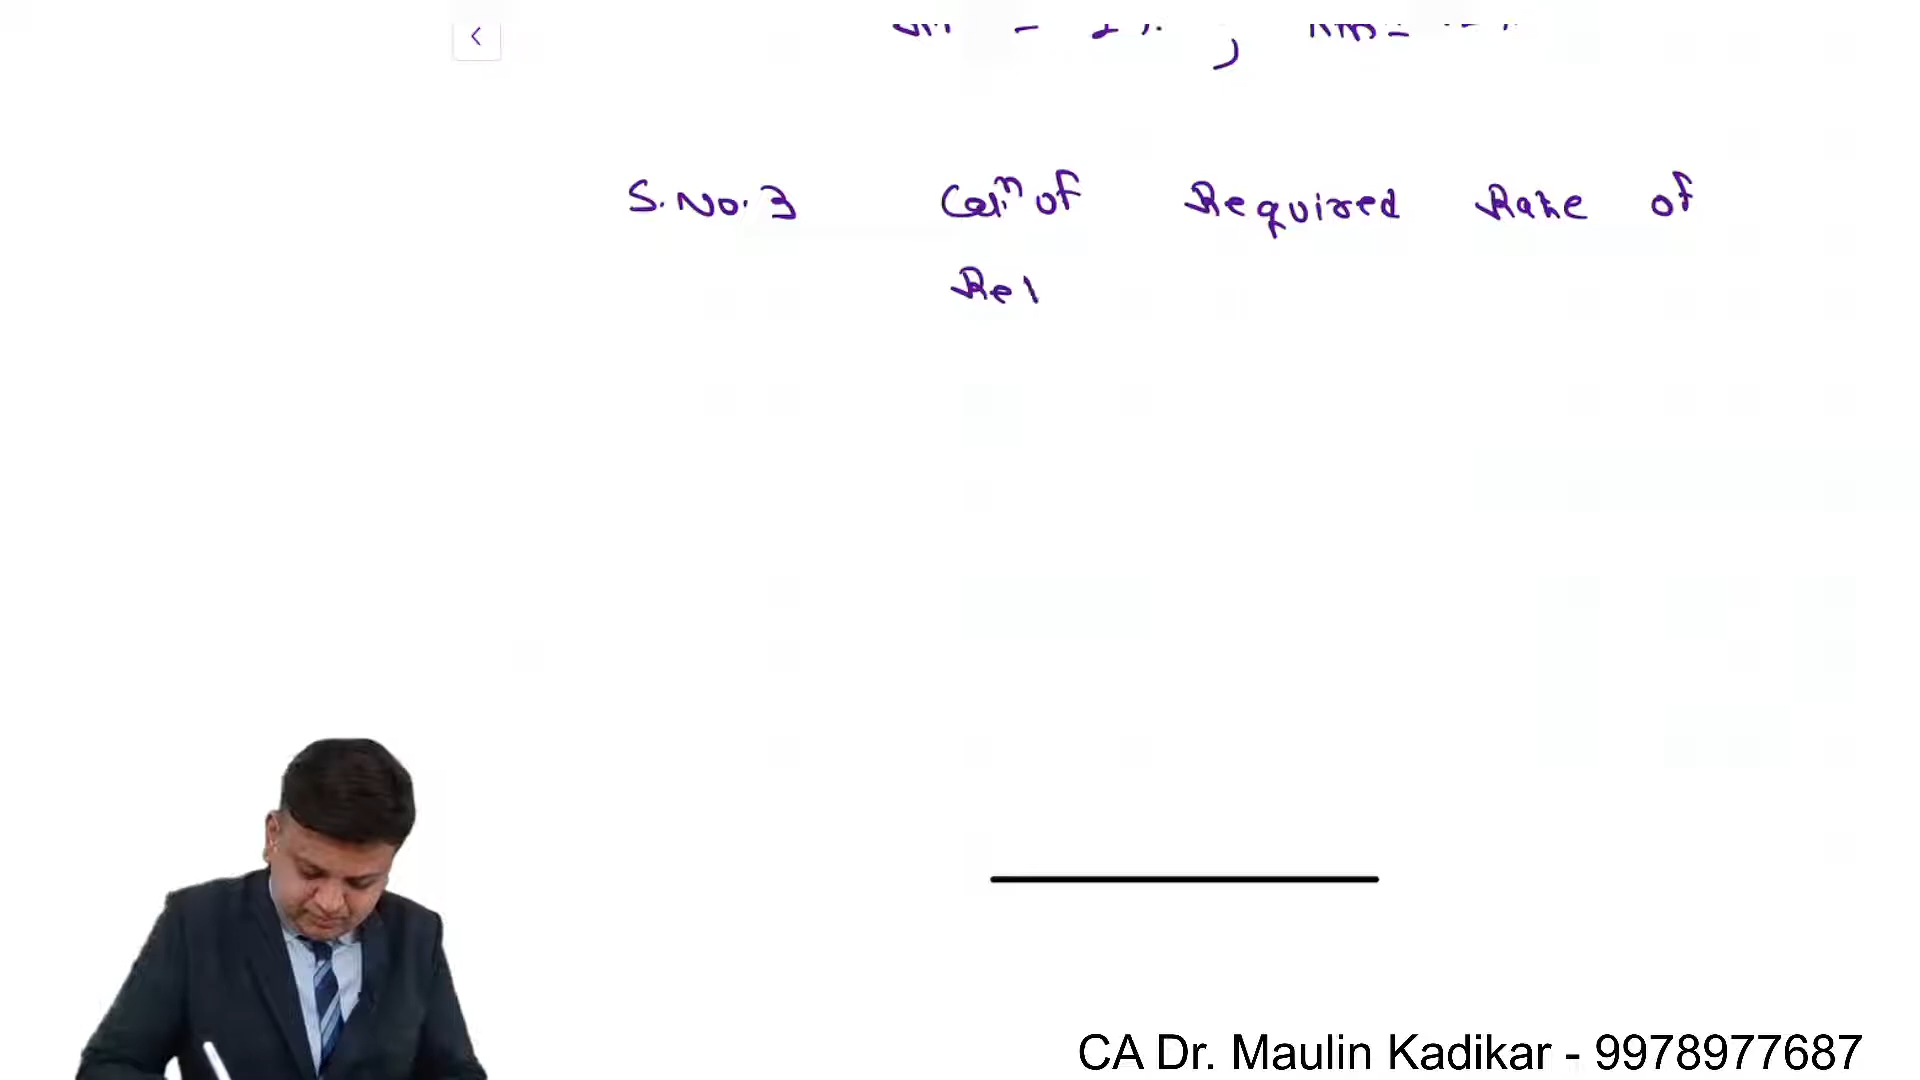 S. No. 3 Calⁿ of Required Rate of
Ret
CA Dr. Maulin Kadikar - 9978977687